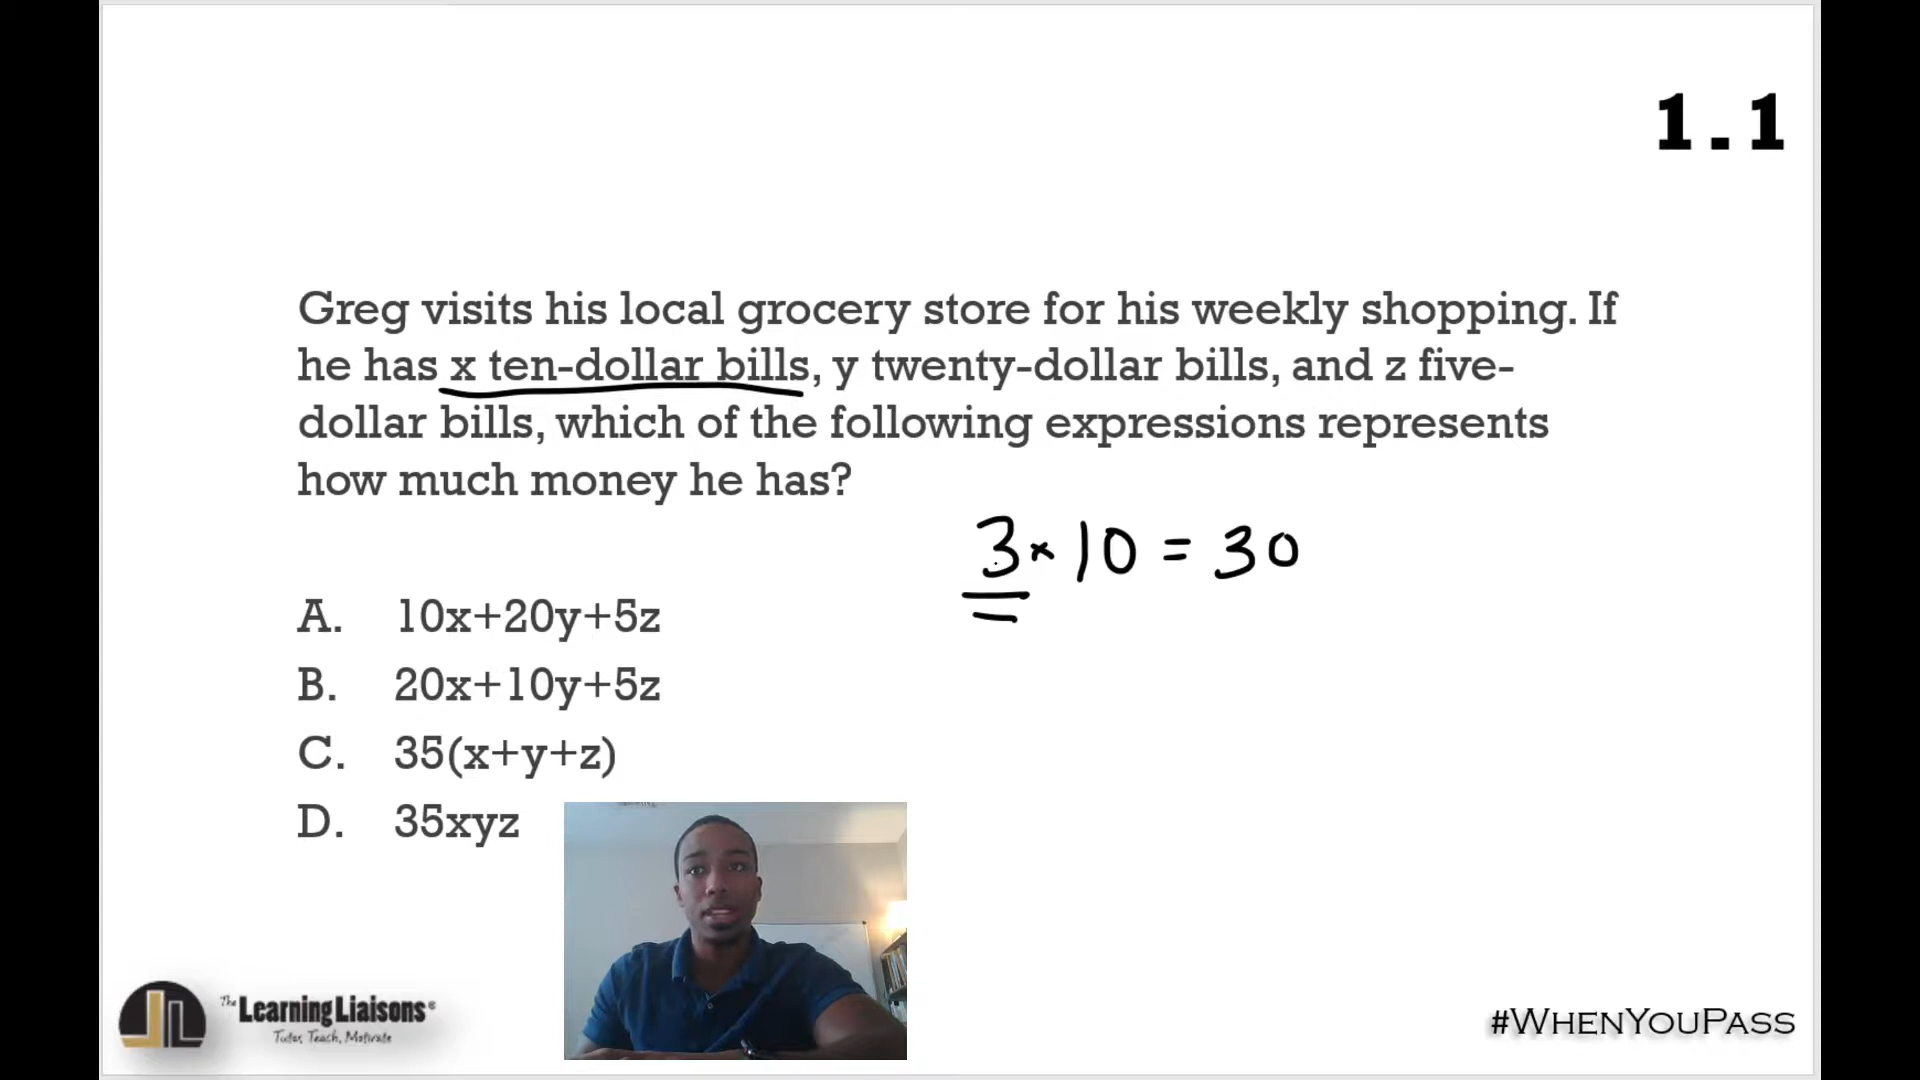 1.1
Greg visits his local grocery store for his weekly shopping. If
he has x ten-dollar bills, y twenty-dollar bills, and z five-
dollar bills, which of the following expressions represents
how much money he has?
3 × 10 = 30
A. 10x+20y+5z
B. 20x+10y+5z
C. 35(x+y+z)
D. 35xyz
The Learning Liaisons®
Tutor, Teach, Motivate
#WHENYOUPASS